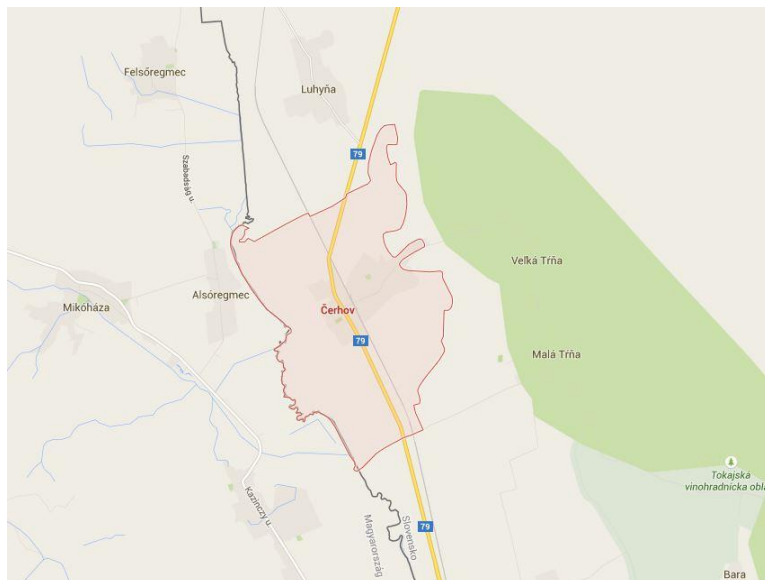 Felsőregmec
Luhyňa
79
Szabadság u.
Veľká Tŕňa
Alsóregmec
Mikóháza
Čerhov
79
Malá Tŕňa
Tokajská
vinohradnícka obla
Kazinczy u.
Magyarország
Slovensko
79
Bara